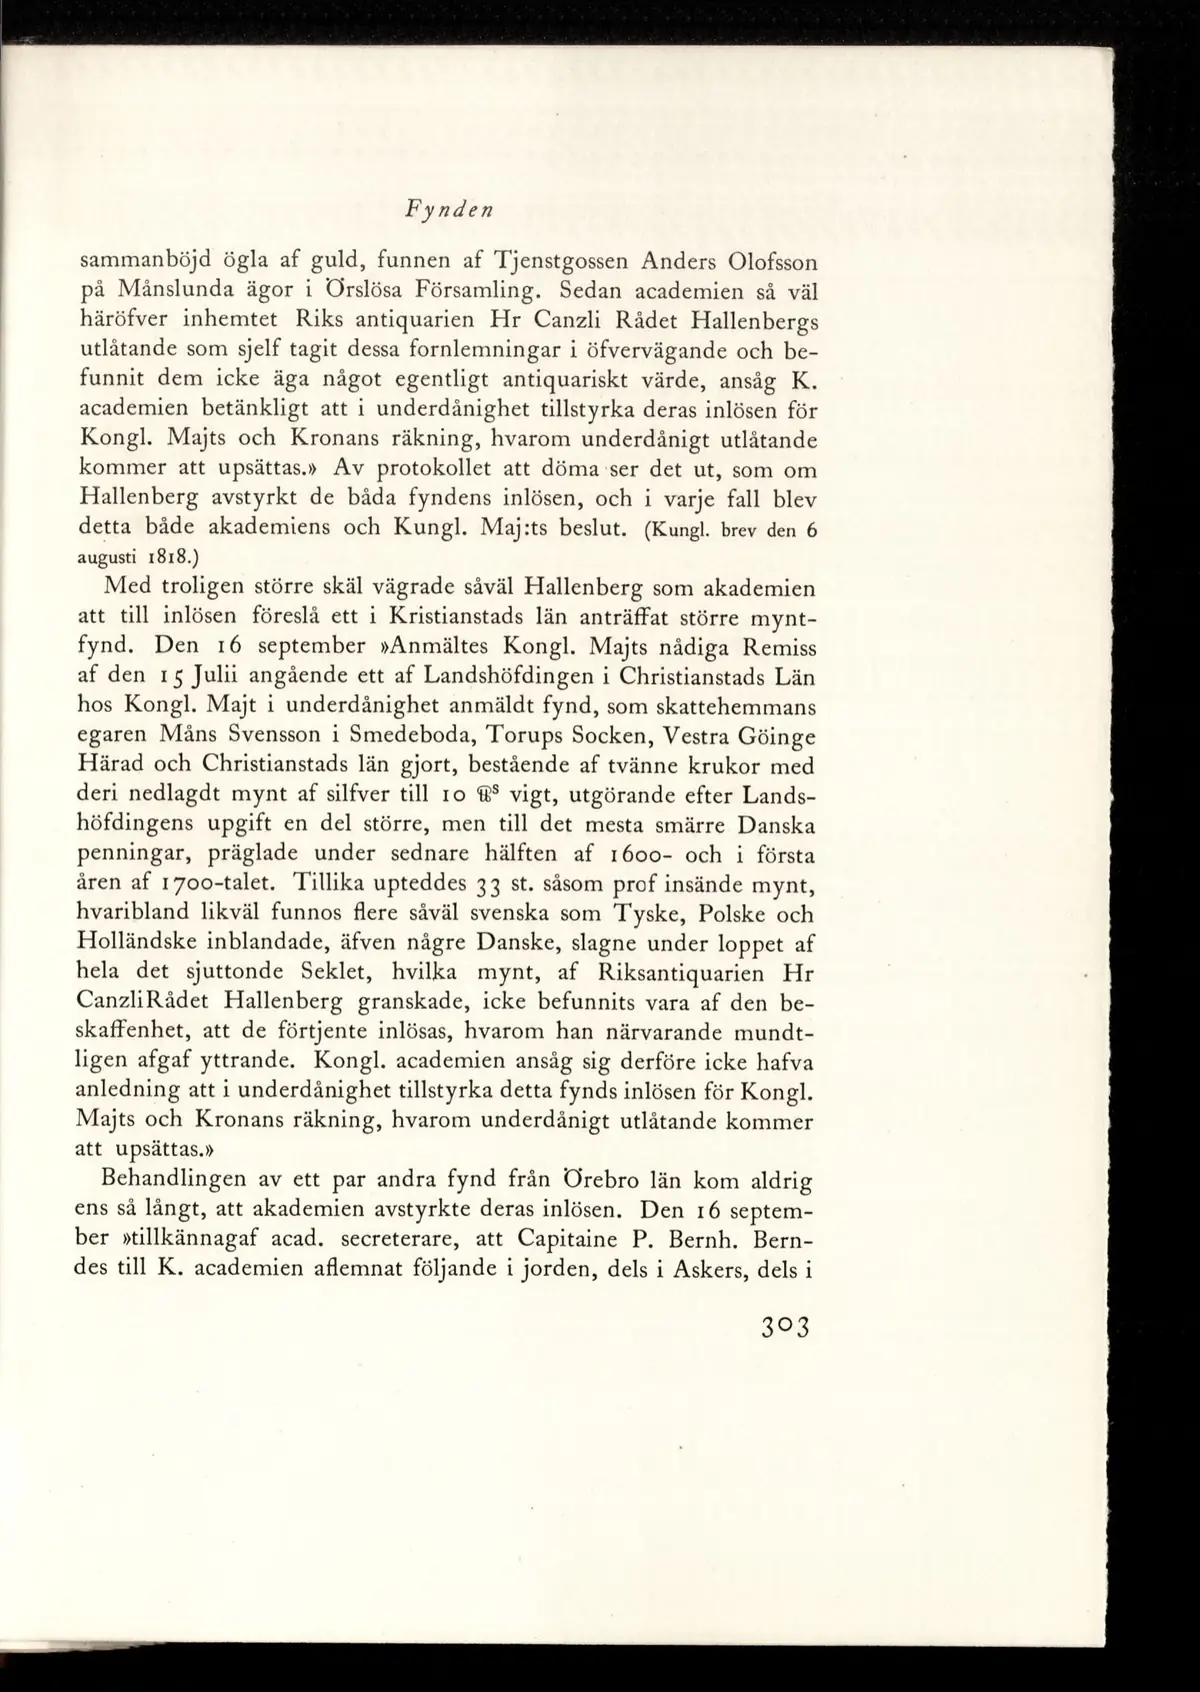 Fynden
sammanböjd ögla af guld, funnen af Tjenstgossen Anders Olofsson
på Månslunda ägor i Örslösa Församling. Sedan academien så väl
häröfver inhemtet Riks antiquarien Hr Canzli Rådet Hallenbergs
utlåtande som sjelf tagit dessa fornlemningar i öfvervägande och be-
funnit dem icke äga något egentligt antiquariskt värde, ansåg K.
academien betänkligt att i underdånighet tillstyrka deras inlösen för
Kongl. Majts och Kronans räkning, hvarom underdånigt utlåtande
kommer att upsättas.» Av protokollet att döma ser det ut, som om
Hallenberg avstyrkt de båda fyndens inlösen, och i varje fall blev
detta både akademiens och Kungl. Maj:ts beslut. (Kungl. brev den 6
augusti 1818.)
Med troligen större skäl vägrade såväl Hallenberg som akademien
att till inlösen föreslå ett i Kristianstads län anträffat större mynt-
fynd. Den 16 september »Anmältes Kongl. Majts nådiga Remiss
af den 15 Julii angående ett af Landshöfdingen i Christianstads Län
hos Kongl. Majt i underdånighet anmäldt fynd, som skattehemmans
egaren Måns Svensson i Smedeboda, Torups Socken, Vestra Göinge
Härad och Christianstads län gjort, bestående af tvänne krukor med
deri nedlagdt mynt af silfver till 10 ℔s vigt, utgörande efter Lands-
höfdingens upgift en del större, men till det mesta smärre Danska
penningar, präglade under sednare hälften af 1600- och i första
åren af 1700-talet. Tillika upteddes 33 st. såsom prof insände mynt,
hvaribland likväl funnos flere såväl svenska som Tyske, Polske och
Holländske inblandade, äfven någre Danske, slagne under loppet af
hela det sjuttonde Seklet, hvilka mynt, af Riksantiquarien Hr
CanzliRådet Hallenberg granskade, icke befunnits vara af den be-
skaffenhet, att de förtjente inlösas, hvarom han närvarande mundt-
ligen afgaf yttrande. Kongl. academien ansåg sig derföre icke hafva
anledning att i underdånighet tillstyrka detta fynds inlösen för Kongl.
Majts och Kronans räkning, hvarom underdånigt utlåtande kommer
att upsättas.»
Behandlingen av ett par andra fynd från Örebro län kom aldrig
ens så långt, att akademien avstyrkte deras inlösen. Den 16 septem-
ber »tillkännagaf acad. secreterare, att Capitaine P. Bernh. Bern-
des till K. academien aflemnat följande i jorden, dels i Askers, dels i
303